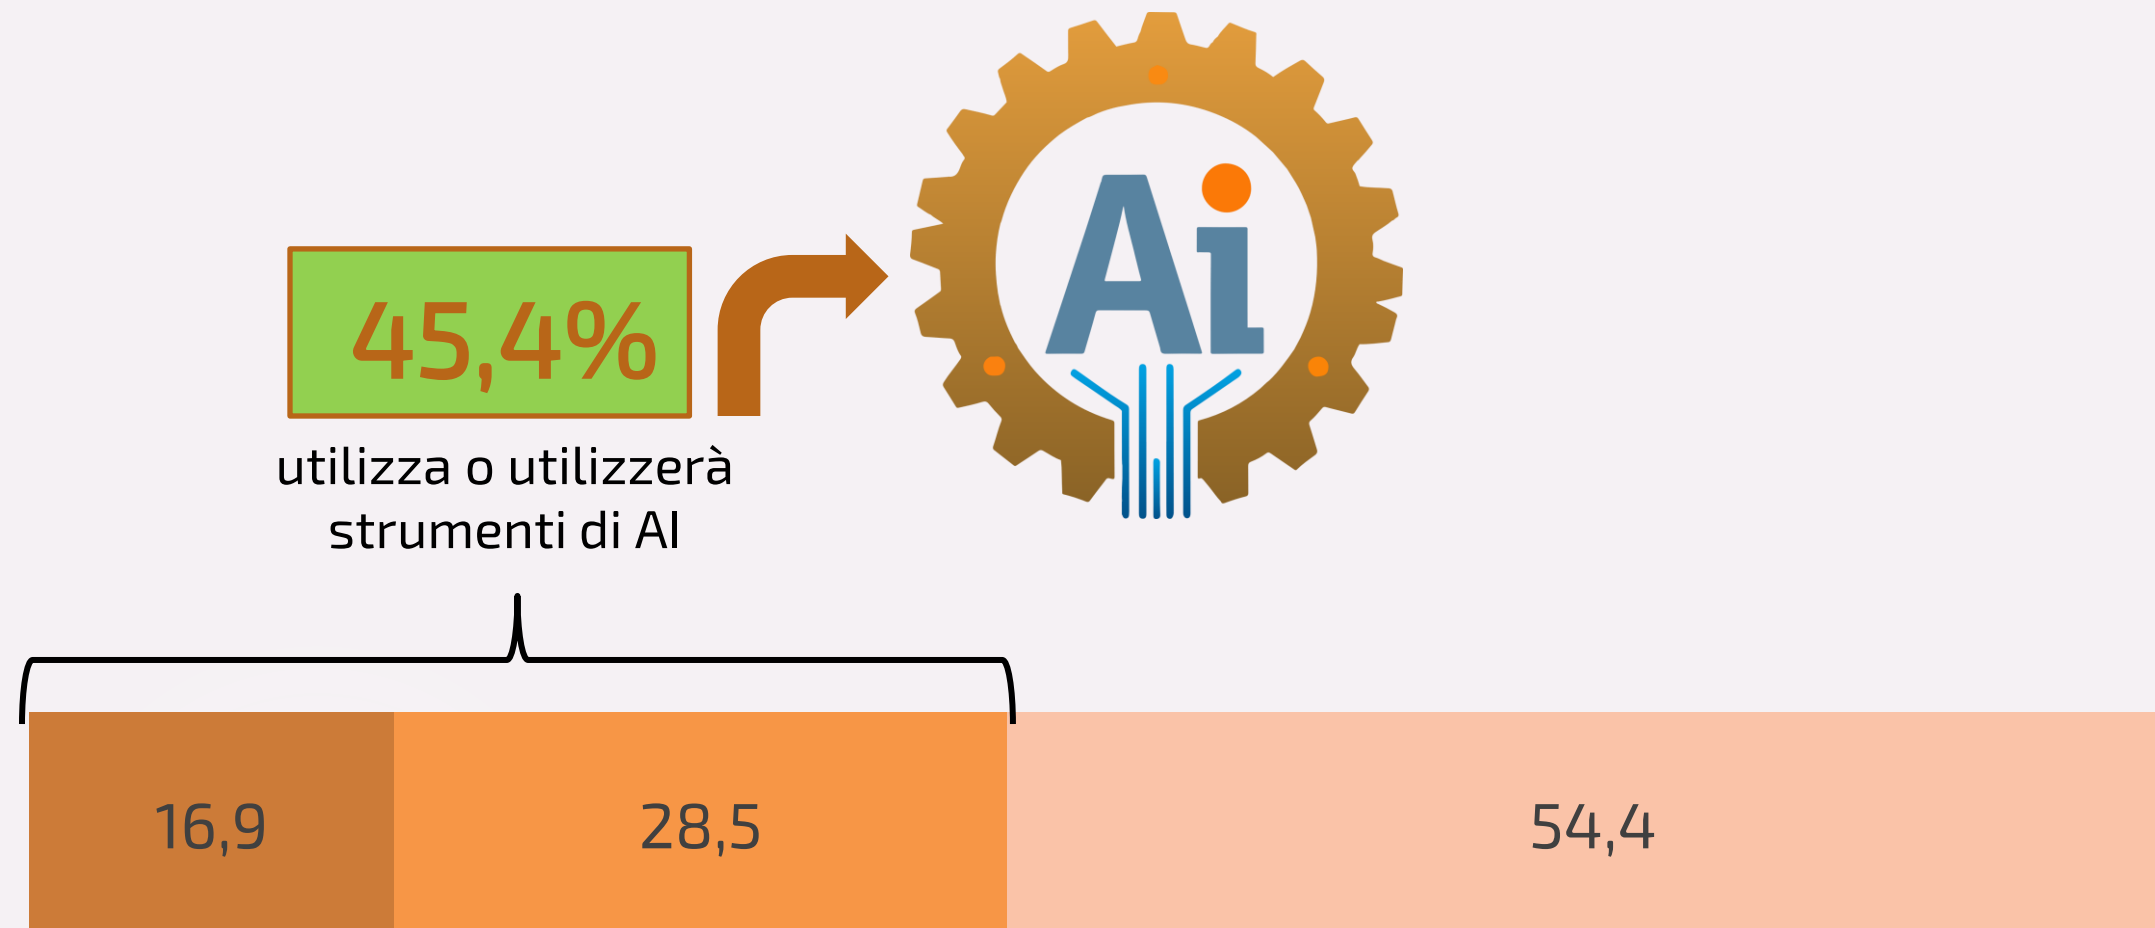 Ai
45,4%
utilizza o utilizzerà
strumenti di AI
16,9
28,5
54,4